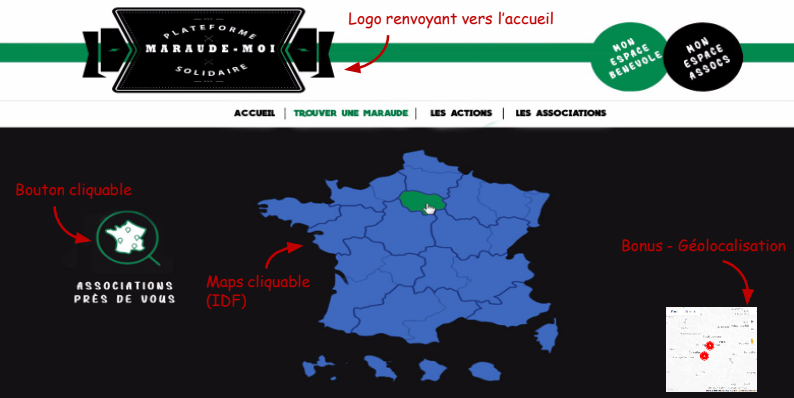 Logo renvoyant vers l'accueil
PLATEFORME
MARAUDE-MOI
SOLIDAIRE
MON
ESPACE
BENEVOLE
MON
ESPACE
ASSOCS
ACCUEIL | TROUVER UNE MARAUDE | LES ACTIONS | LES ASSOCIATIONS
Bouton cliquable
ASSOCIATIONS
PRÈS DE VOUS
Maps cliquable
(IDF)
Bonus - Géolocalisation